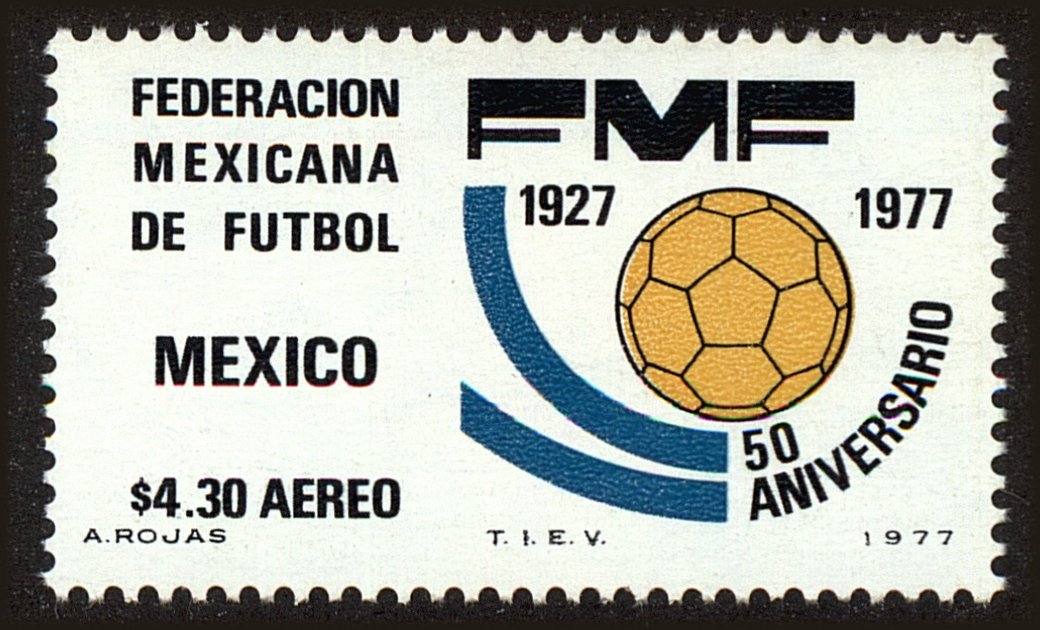 FEDERACION
MEXICANA
DE FUTBOL
MEXICO
$4.30 AEREO
A.ROJAS
FMF
1927
1977
50
ANIVERSARIO
T. I. E. V.
1977